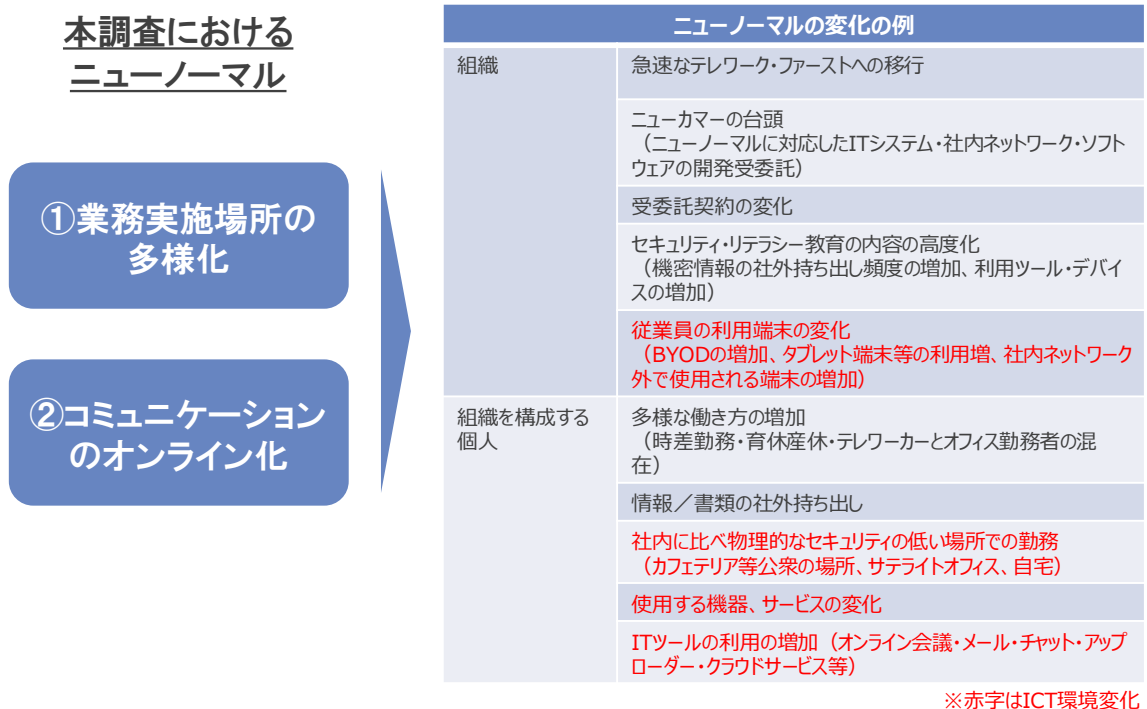 本調査における
ニューノーマル
①業務実施場所の
多様化
②コミュニケーション
のオンライン化
ニューノーマルの変化の例
組織
急速なテレワーク・ファーストへの移行
ニューカマーの台頭
（ニューノーマルに対応したITシステム・社内ネットワーク・ソフト
ウェアの開発受委託）
受委託契約の変化
セキュリティ・リテラシー教育の内容の高度化
（機密情報の社外持ち出し頻度の増加、利用ツール・デバイ
スの増加）
従業員の利用端末の変化
（BYODの増加、タブレット端末等の利用増、社内ネットワーク
外で使用される端末の増加）
組織を構成する
個人
多様な働き方の増加
（時差勤務・育休産休・テレワーカーとオフィス勤務者の混
在）
情報／書類の社外持ち出し
社内に比べ物理的なセキュリティの低い場所での勤務
（カフェテリア等公衆の場所、サテライトオフィス、自宅）
使用する機器、サービスの変化
ITツールの利用の増加（オンライン会議・メール・チャット・アップ
ローダー・クラウドサービス等）
※赤字はICT環境変化